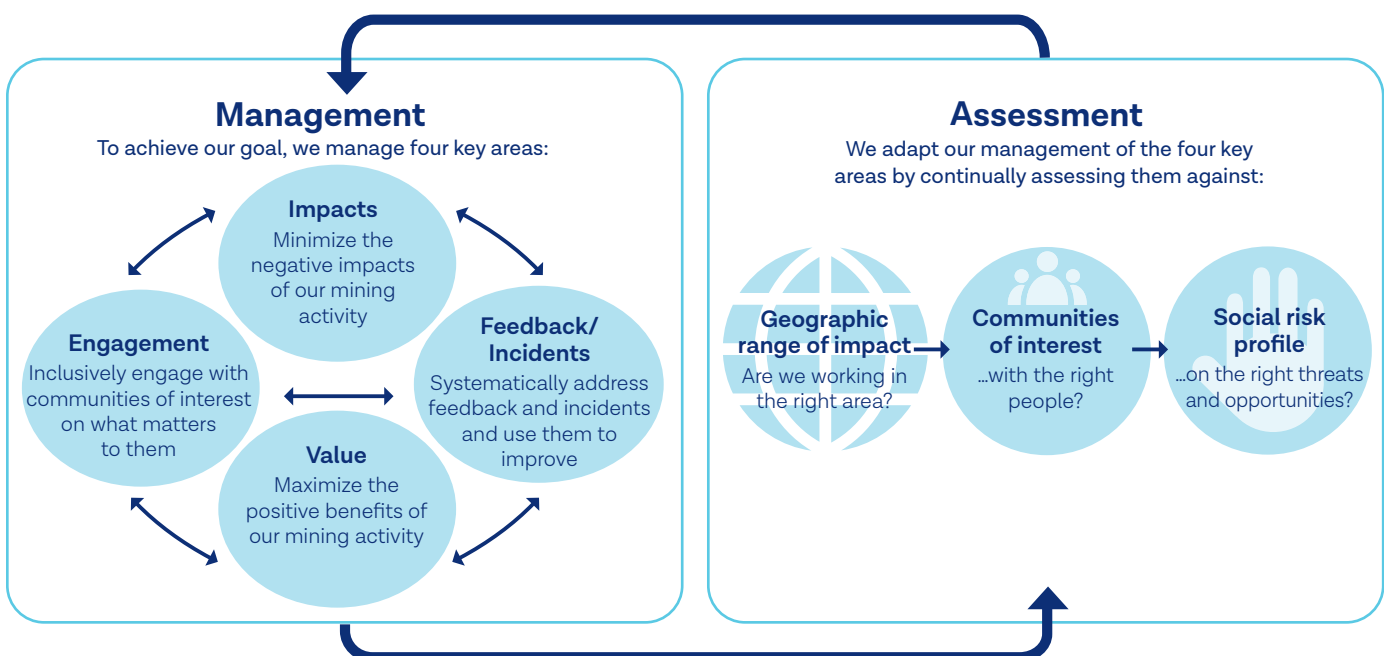 Management
To achieve our goal, we manage four key areas:
Impacts
Minimize the
negative impacts
of our mining
activity
Engagement
Inclusively engage with
communities of interest
on what matters
to them
Feedback/
Incidents
Systematically address
feedback and incidents
and use them to
improve
Value
Maximize the
positive benefits of
our mining activity
Assessment
We adapt our management of the four key
areas by continually assessing them against:
Geographic
range of impact
Are we working in
the right area?
Communities
of interest
...with the right
people?
Social risk
profile
...on the right threats
and opportunities?